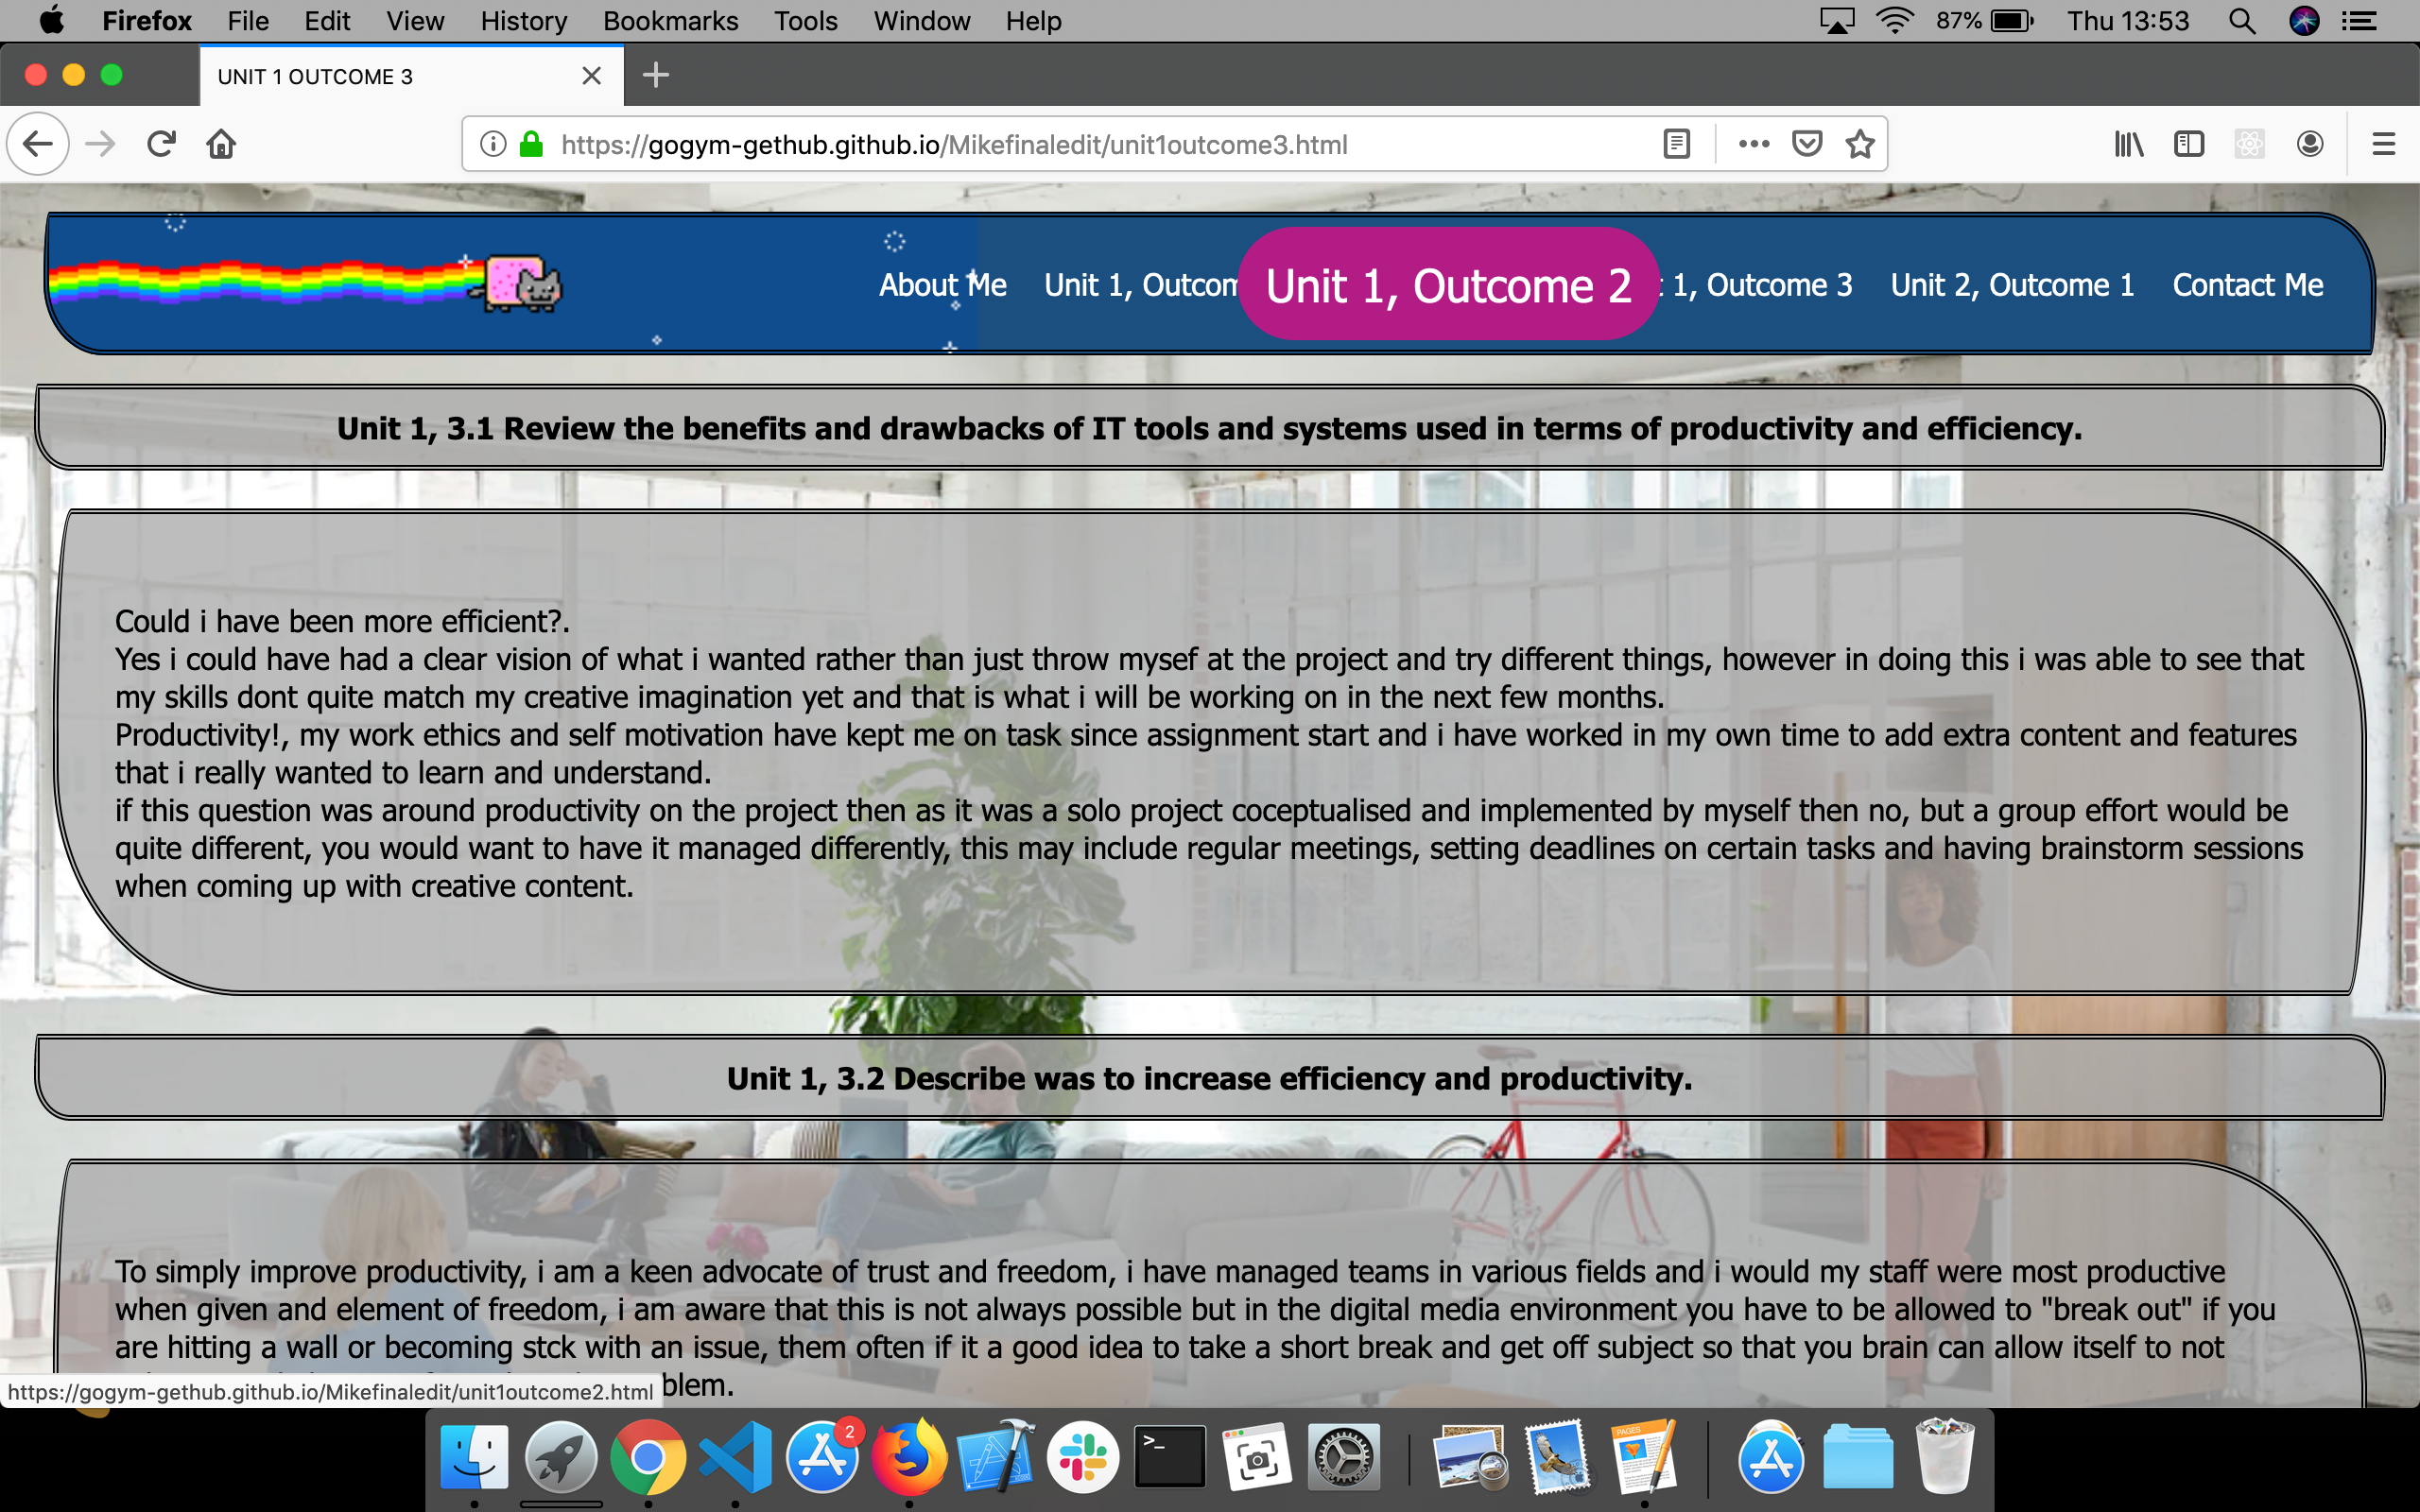 Firefox File Edit View History Bookmarks Tools Window Help 87% Thu 13:53
UNIT 1 OUTCOME 3
https://gogym-gethub.github.io/Mikefinaledit/unit1outcome3.html
About Me Unit 1, Outcom Unit 1, Outcome 2 1, Outcome 3 Unit 2, Outcome 1 Contact Me
Unit 1, 3.1 Review the benefits and drawbacks of IT tools and systems used in terms of productivity and efficiency.
Could i have been more efficient?.
Yes i could have had a clear vision of what i wanted rather than just throw mysef at the project and try different things, however in doing this i was able to see that
my skills dont quite match my creative imagination yet and that is what i will be working on in the next few months.
Productivity!, my work ethics and self motivation have kept me on task since assignment start and i have worked in my own time to add extra content and features
that i really wanted to learn and understand.
if this question was around productivity on the project then as it was a solo project coceptualised and implemented by myself then no, but a group effort would be
quite different, you would want to have it managed differently, this may include regular meetings, setting deadlines on certain tasks and having brainstorm sessions
when coming up with creative content.
Unit 1, 3.2 Describe was to increase efficiency and productivity.
To simply improve productivity, i am a keen advocate of trust and freedom, i have managed teams in various fields and i would my staff were most productive
when given and element of freedom, i am aware that this is not always possible but in the digital media environment you have to be allowed to "break out" if you
are hitting a wall or becoming stck with an issue, them often if it a good idea to take a short break and get off subject so that you brain can allow itself to not
blem.
https://gogym-gethub.github.io/Mikefinaledit/unit1outcome2.html
2
>_
PAGES